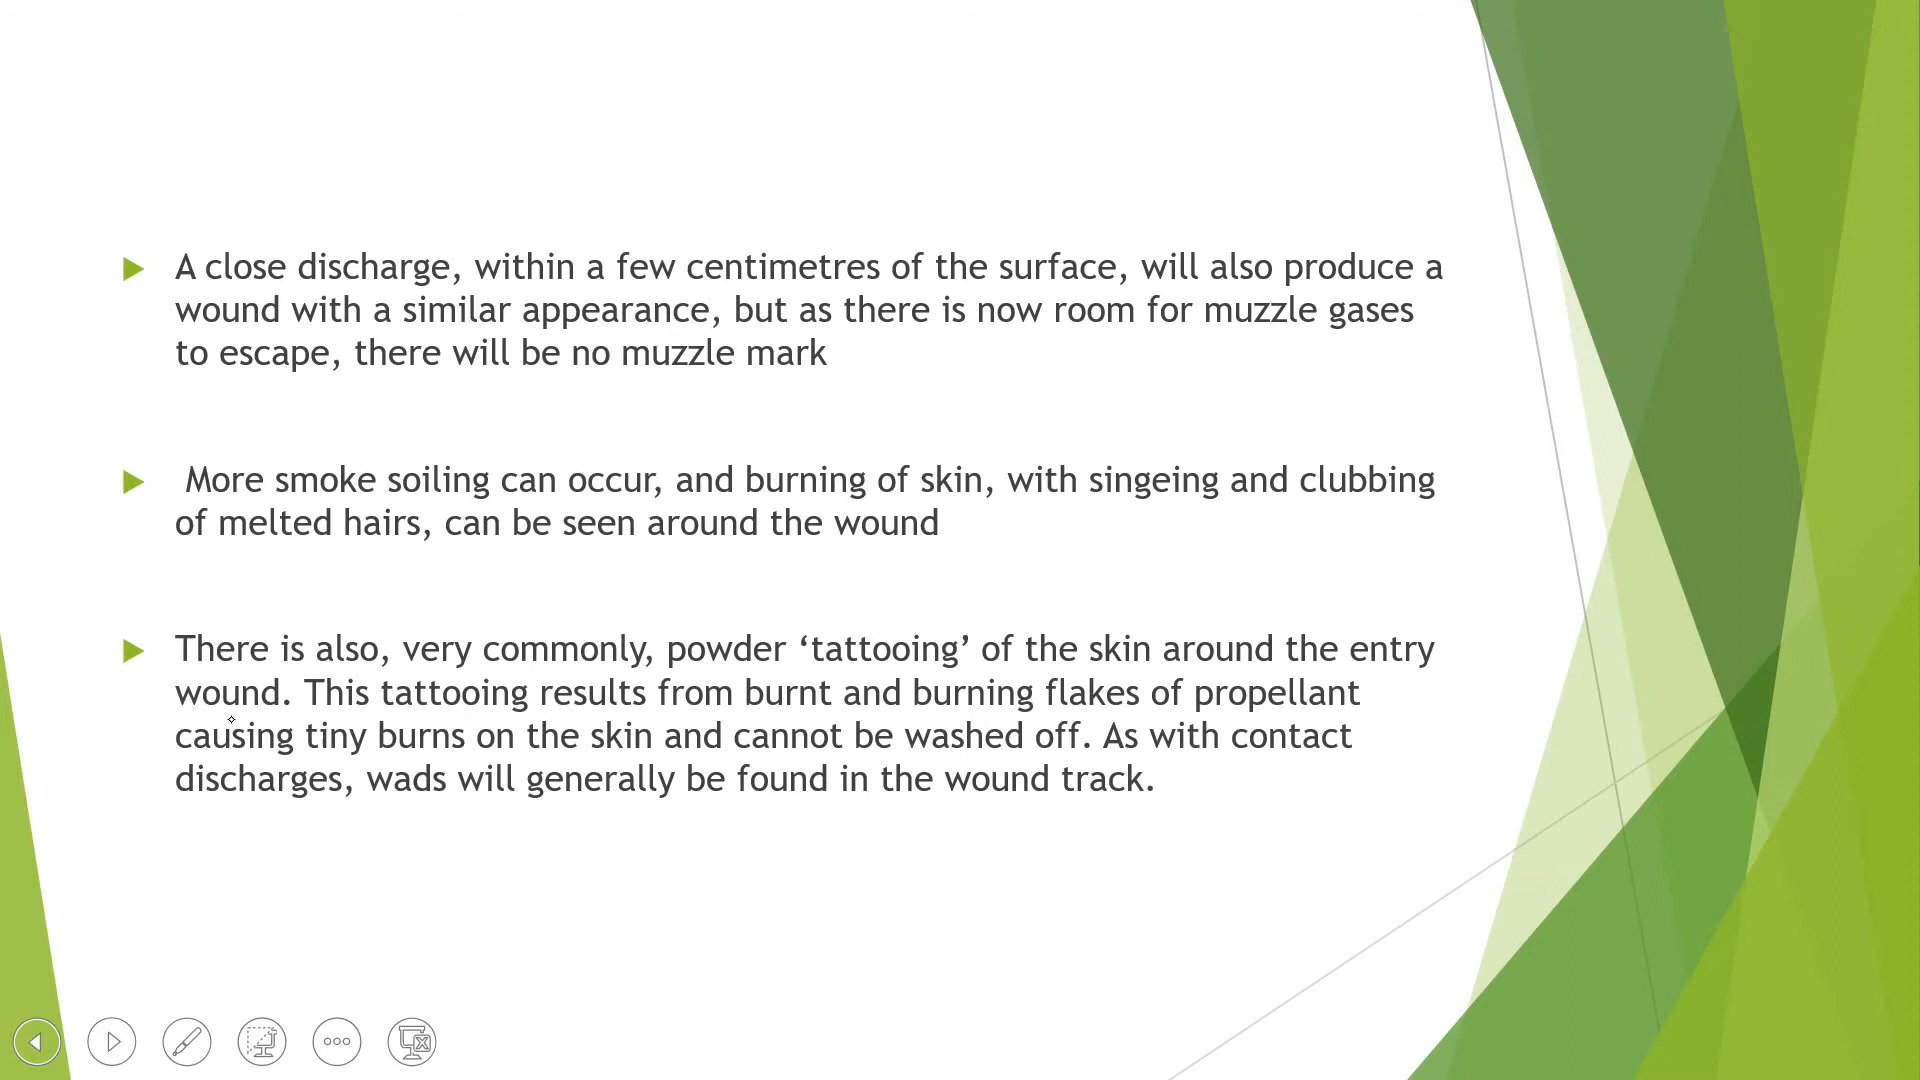 A close discharge, within a few centimetres of the surface, will also produce a
wound with a similar appearance, but as there is now room for muzzle gases
to escape, there will be no muzzle mark
More smoke soiling can occur, and burning of skin, with singeing and clubbing
of melted hairs, can be seen around the wound
There is also, very commonly, powder ‘tattooing’ of the skin around the entry
wound. This tattooing results from burnt and burning flakes of propellant
causing tiny burns on the skin and cannot be washed off. As with contact
discharges, wads will generally be found in the wound track.